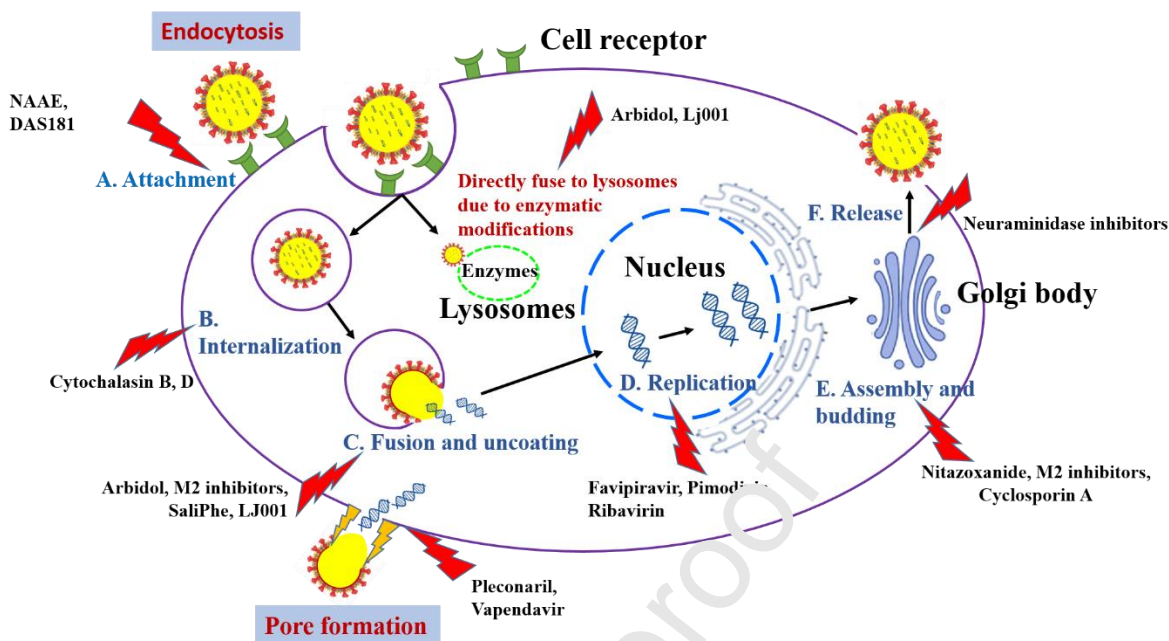 Endocytosis
Cell receptor
NAAE,
DAS181
Arbidol, Lj001
A. Attachment
Directly fuse to lysosomes
due to enzymatic
modifications
F. Release
Neuraminidase inhibitors
Enzymes
Lysosomes
Nucleus
Golgi body
B.
Internalization
Cytochalasin B, D
D. Replication
E. Assembly and
budding
C. Fusion and uncoating
Arbidol, M2 inhibitors,
SaliPhe, LJ001
Favipiravir,
Ribavirin
Nitazoxanide, M2 inhibitors,
Cyclosporin A
Pleconaril,
Vapendavir
Pore formation
proof